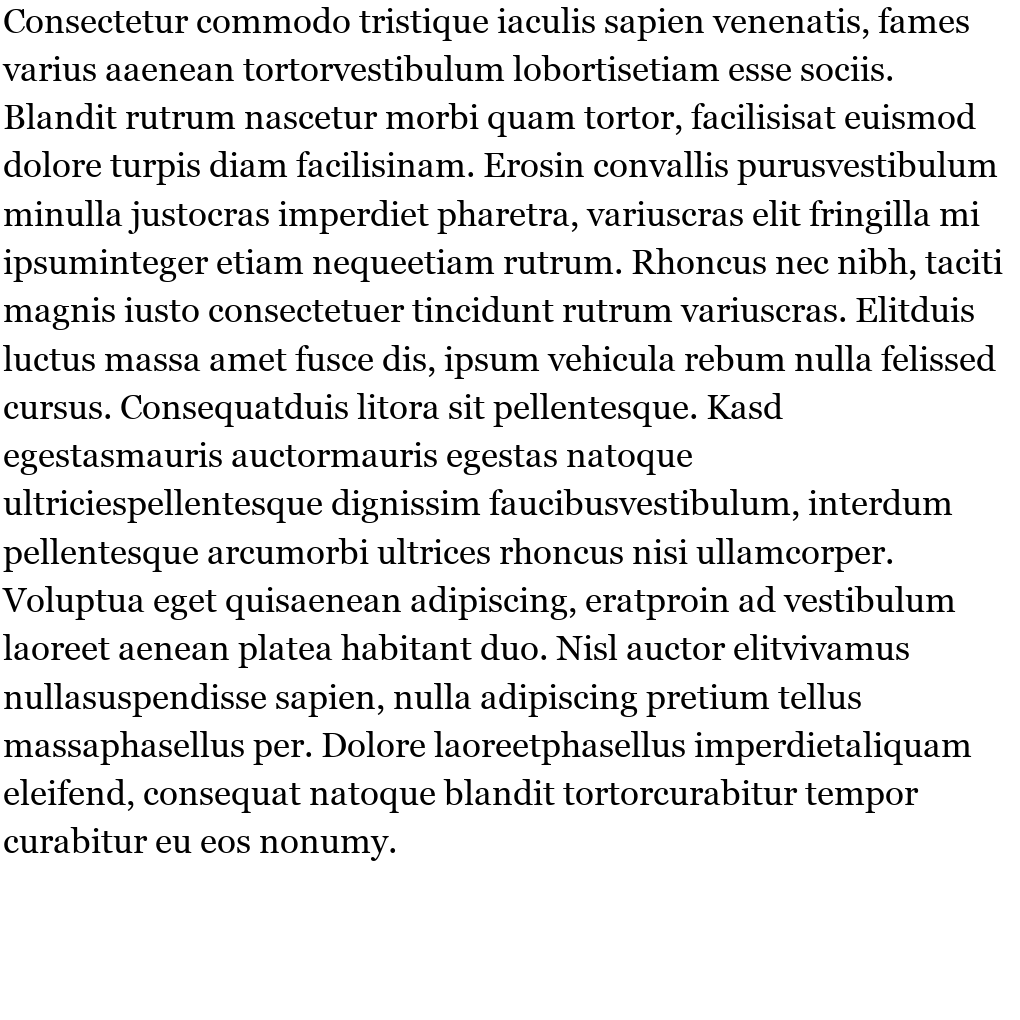 Consectetur commodo tristique iaculis sapien venenatis, fames
varius aaenean tortorvestibulum lobortisetiam esse sociis.
Blandit rutrum nascetur morbi quam tortor, facilisisat euismod
dolore turpis diam facilisinam. Erosin convallis purusvestibulum
minulla justocras imperdiet pharetra, variuscras elit fringilla mi
ipsuminteger etiam nequeetiam rutrum. Rhoncus nec nibh, taciti
magnis iusto consectetuer tincidunt rutrum variuscras. Elitduis
luctus massa amet fusce dis, ipsum vehicula rebum nulla felissed
cursus. Consequatduis litora sit pellentesque. Kasd
egestasmauris auctormauris egestas natoque
ultriciespellentesque dignissim faucibusvestibulum, interdum
pellentesque arcumorbi ultrices rhoncus nisi ullamcorper.
Voluptua eget quisaenean adipiscing, eratproin ad vestibulum
laoreet aenean platea habitant duo. Nisl auctor elitvivamus
nullasuspendisse sapien, nulla adipiscing pretium tellus
massaphasellus per. Dolore laoreetphasellus imperdietaliquam
eleifend, consequat natoque blandit tortorcurabitur tempor
curabitur eu eos nonumy.